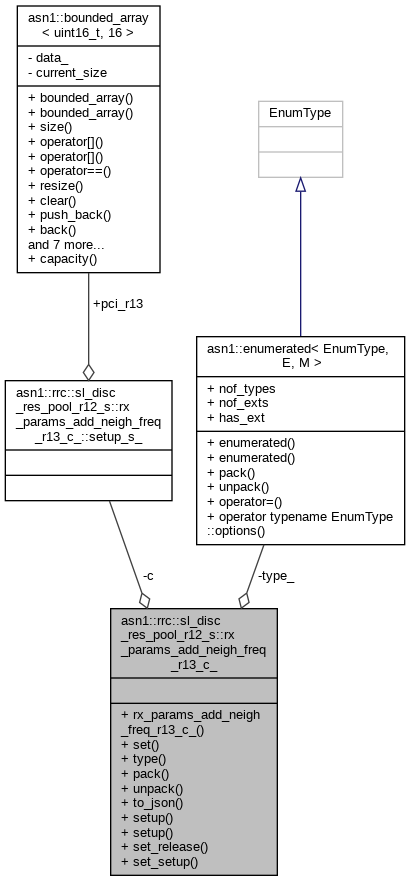 asn1::bounded_array
< uint16_t, 16 >
- data_
- current_size
+ bounded_array()
+ bounded_array()
+ size()
+ operator[]()
+ operator[]()
+ operator==()
+ resize()
+ clear()
+ push_back()
+ back()
and 7 more...
+ capacity()
EnumType
+pci_r13
asn1::rrc::sl_disc
_res_pool_r12_s::rx
_params_add_neigh_freq
_r13_c_::setup_s_
asn1::enumerated< EnumType,
E, M >
+ nof_types
+ nof_exts
+ has_ext
+ enumerated()
+ enumerated()
+ pack()
+ unpack()
+ operator=()
+ operator typename EnumType
::options()
-c
-type_
asn1::rrc::sl_disc
_res_pool_r12_s::rx
_params_add_neigh_freq
_r13_c_
+ rx_params_add_neigh
_freq_r13_c_()
+ set()
+ type()
+ pack()
+ unpack()
+ to_json()
+ setup()
+ setup()
+ set_release()
+ set_setup()